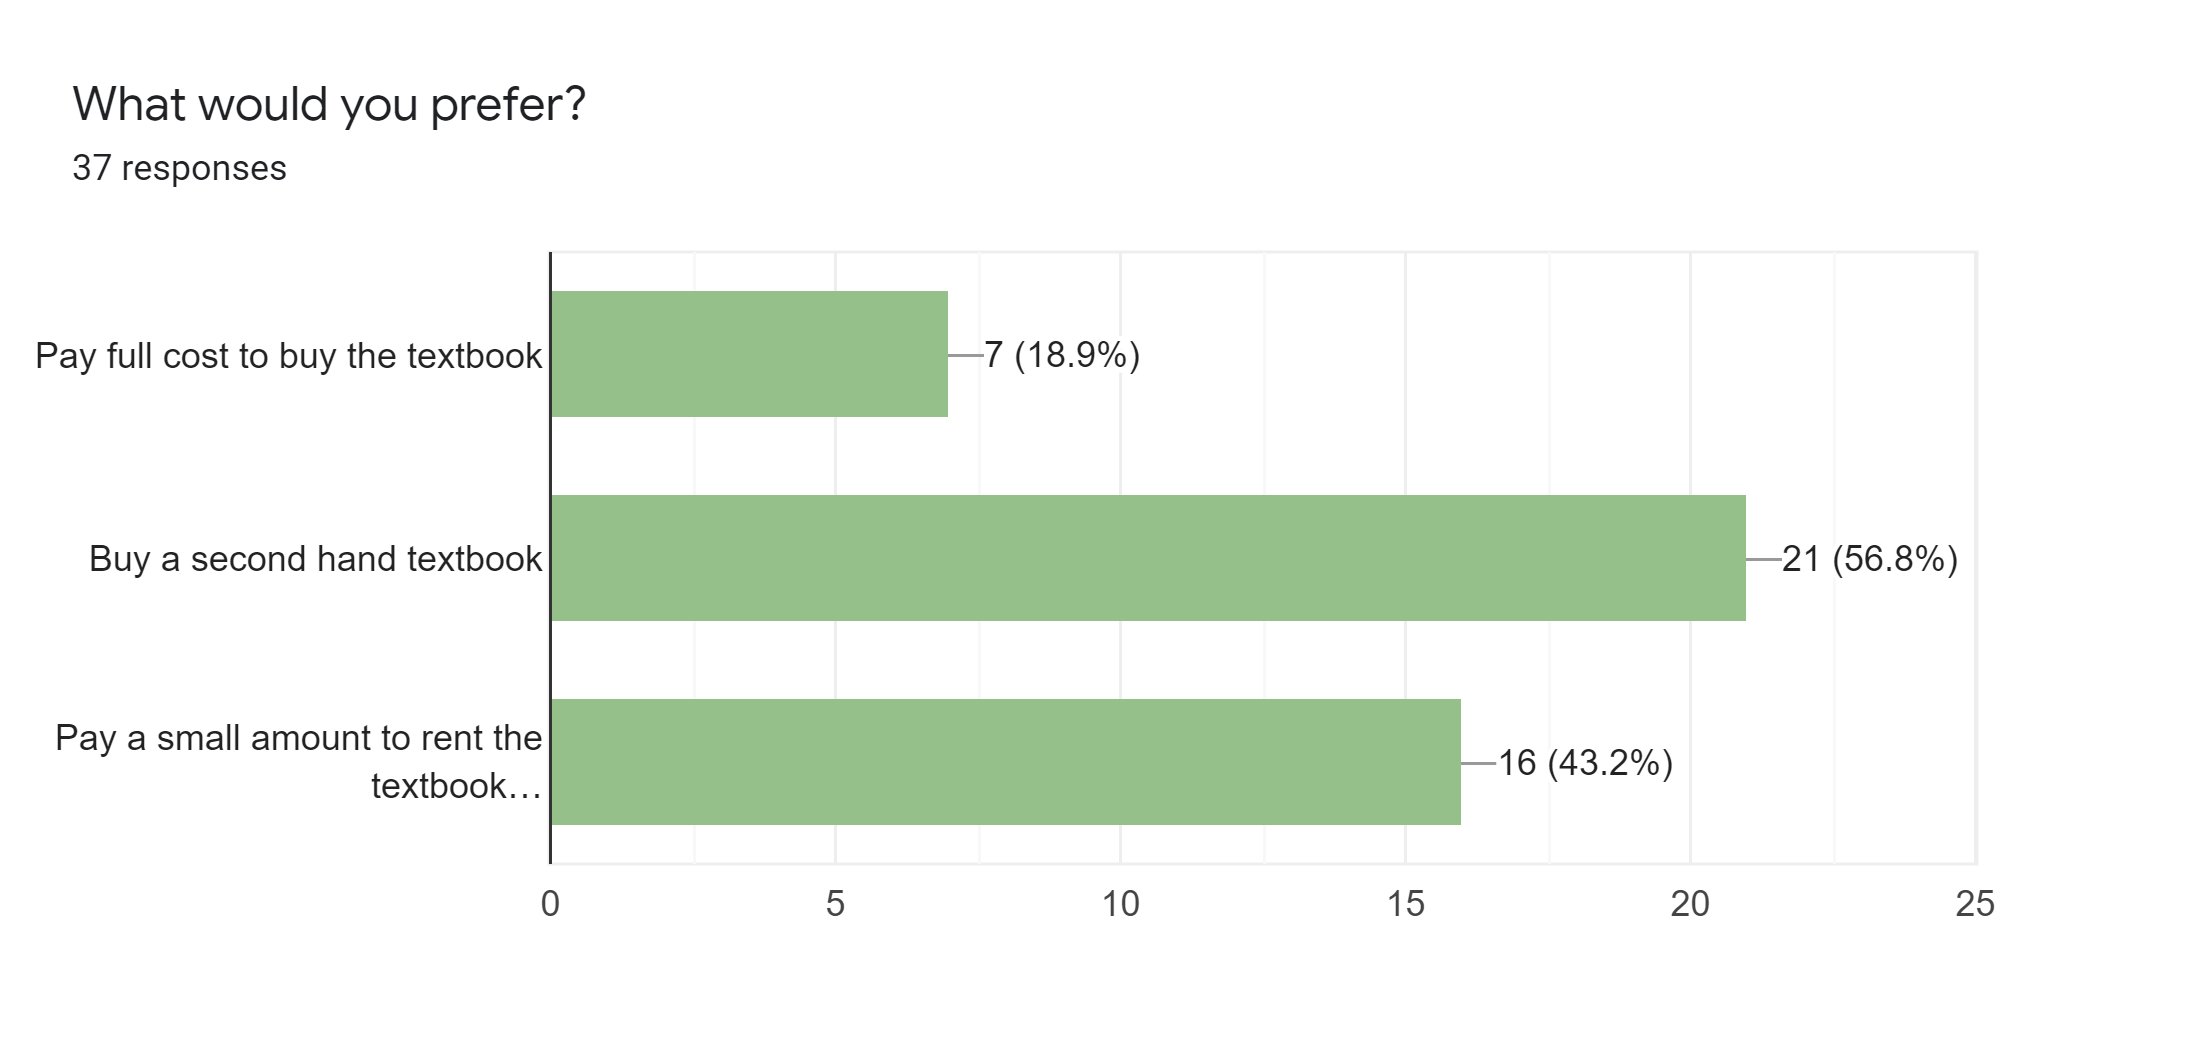 What would you prefer?
37 responses
Pay full cost to buy the textbook
7 (18.9%)
Buy a second hand textbook
21 (56.8%)
Pay a small amount to rent the
textbook…
16 (43.2%)
0 5 10 15 20 25